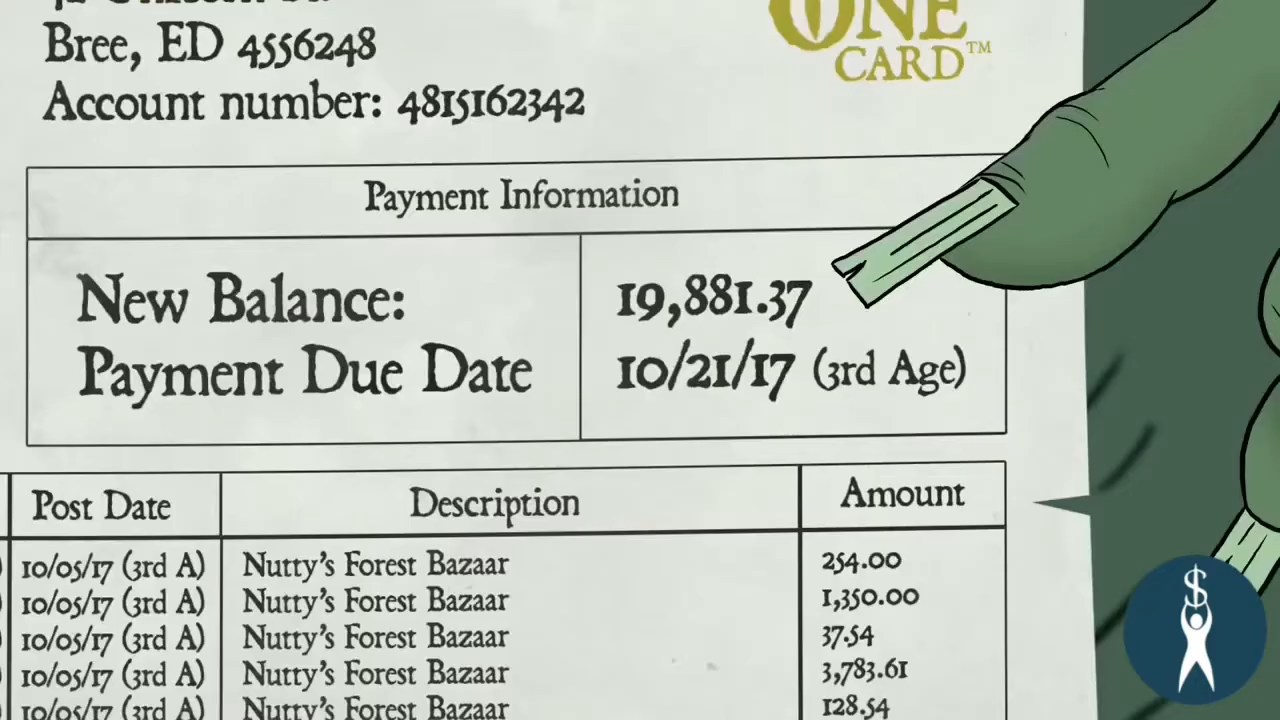 Bree, ED 4556248
Account number: 4815162342
ONE
CARD™
Payment Information
New Balance: 19,881.37
Payment Due Date 10/21/17 (3rd Age)
Post Date Description Amount
10/05/17 (3rd A) Nutty's Forest Bazaar 254.00
10/05/17 (3rd A) Nutty's Forest Bazaar 1,350.00
10/05/17 (3rd A) Nutty's Forest Bazaar 37.54
10/05/17 (3rd A) Nutty's Forest Bazaar 3,783.61
10/05/17 (3rd A) Nutty's Forest Bazaar 128.54
$